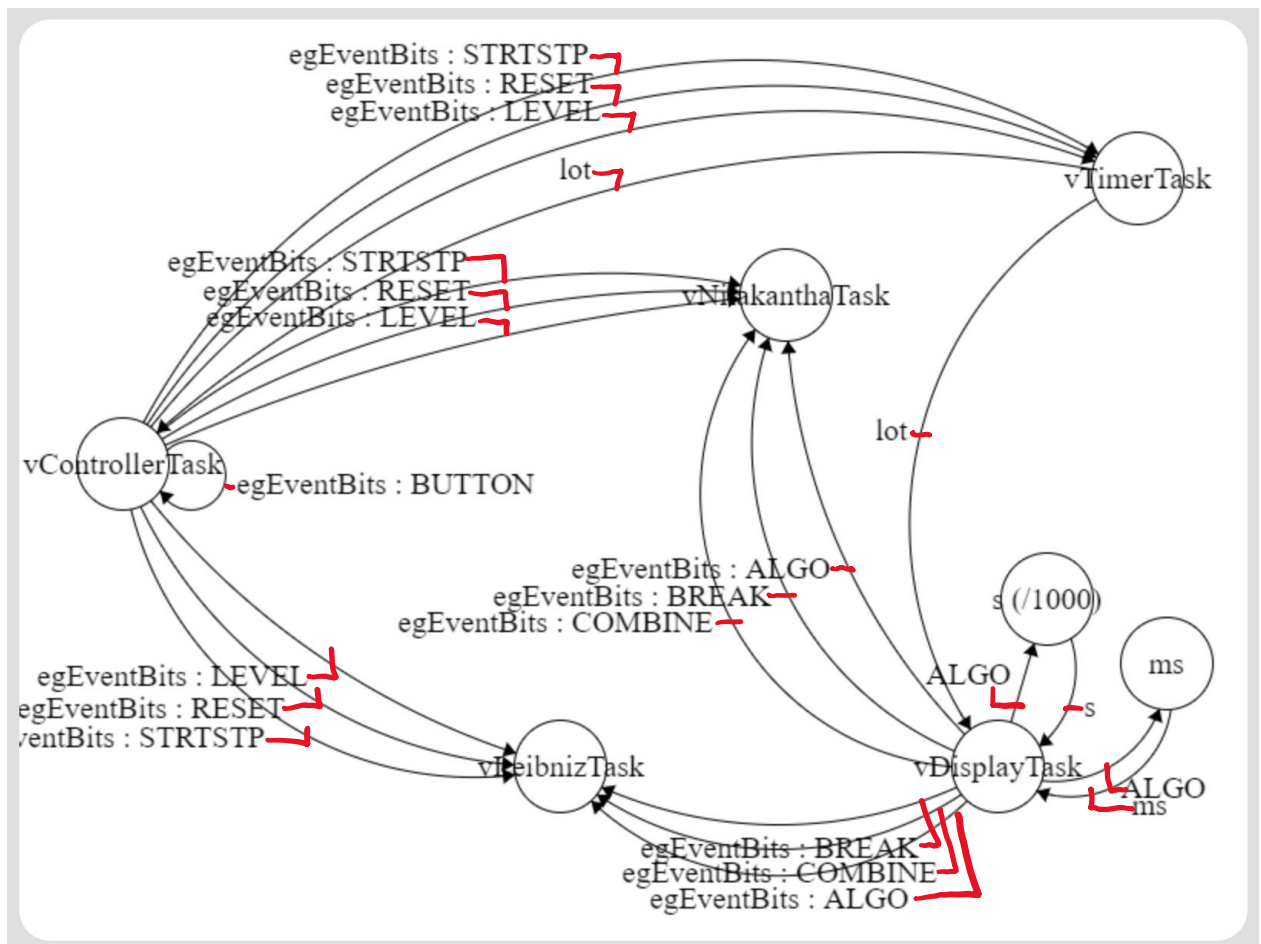 egEventBits : STRTSTP
egEventBits : RESET
egEventBits : LEVEL
lot
vTimerTask
egEventBits : STRTSTP
egEventBits : RESET
egEventBits : LEVEL
vNilakanthaTask
lot
vControllerTask
egEventBits : BUTTON
egEventBits : ALGO
egEventBits : BREAK
egEventBits : COMBINE
s (/1000)
ms
ALGO
s
egEventBits : LEVEL
egEventBits : RESET
ventBits : STRTSTP
vLeibnizTask
vDisplayTask
ALGO
ms
egEventBits : BREAK
egEventBits : COMBINE
egEventBits : ALGO